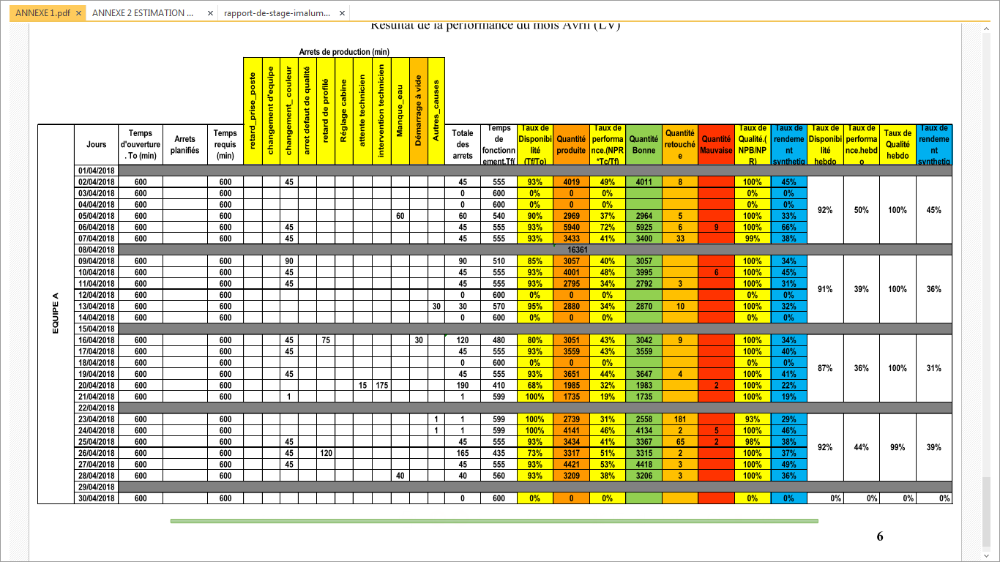 ANNEXE 1.pdf × ANNEXE 2 ESTIMATION ... × rapport-de-stage-imalum... ×
Résultat de la performance du mois Avril (LV)
Arrets de production (min)
retard_prise_poste changement d'equipe changement_ couleur arret defaut de qualité retard de profilé Réglage cabine attente technicien intervention technicien Manque_eau Démarrage à vide Autres_causes
Jours Temps d'ouverture . To (min) Arrets planifiés Temps requis (min) Totale des arrets Temps de fonctionnement.Tf( Taux de Disponibilité (Tf/To) Quantité produite Taux de performance.(NPR*Tc/Tf) Quantité Bonne Quantité retouchée Quantité Mauvaise Taux de Qualité.(NPB/NPR) Taux de rendement synthetiq Taux de Disponibilité hebdo Taux de performance.hebdo Taux de Qualité hebdo Taux de rendement synthetiq
EQUIPE A
01/04/2018
02/04/2018 600 600 45 45 555 93% 4019 49% 4011 8 100% 45%
03/04/2018 600 600 0 600 0% 0 0% 0% 0%
04/04/2018 600 600 0 600 0% 0 0% 0% 0%
92% 50% 100% 45%
05/04/2018 600 600 60 60 540 90% 2969 37% 2964 5 100% 33%
06/04/2018 600 600 45 45 555 93% 5940 72% 5925 6 9 100% 66%
07/04/2018 600 600 45 45 555 93% 3433 41% 3400 33 99% 38%
08/04/2018 16361
09/04/2018 600 600 90 90 510 85% 3057 40% 3057 100% 34%
10/04/2018 600 600 45 45 555 93% 4001 48% 3995 6 100% 45%
11/04/2018 600 600 45 45 555 93% 2795 34% 2792 3 100% 31%
91% 39% 100% 36%
12/04/2018 600 600 0 600 0% 0 0% 0% 0%
13/04/2018 600 600 30 30 570 95% 2880 34% 2870 10 100% 32%
14/04/2018 600 600 0 600 0% 0 0% 0% 0%
15/04/2018
16/04/2018 600 600 45 75 30 120 480 80% 3051 43% 3042 9 100% 34%
17/04/2018 600 600 45 45 555 93% 3559 43% 3559 100% 40%
18/04/2018 600 600 0 600 0% 0 0% 0% 0%
87% 36% 100% 31%
19/04/2018 600 600 45 45 555 93% 3651 44% 3647 4 100% 41%
20/04/2018 600 600 15 175 190 410 68% 1985 32% 1983 2 100% 22%
21/04/2018 600 600 1 1 599 100% 1735 19% 1735 100% 19%
22/04/2018
23/04/2018 600 600 1 1 599 100% 2739 31% 2558 181 93% 29%
24/04/2018 600 600 1 1 599 100% 4141 46% 4134 2 5 100% 46%
25/04/2018 600 600 45 45 555 93% 3434 41% 3367 65 2 98% 38%
92% 44% 99% 39%
26/04/2018 600 600 45 120 165 435 73% 3317 51% 3315 2 100% 37%
27/04/2018 600 600 45 45 555 93% 4421 53% 4418 3 100% 49%
28/04/2018 600 600 40 40 560 93% 3209 38% 3206 3 100% 36%
29/04/2018
30/04/2018 600 600 0 600 0% 0 0% 0% 0% 0% 0% 0% 0%
6